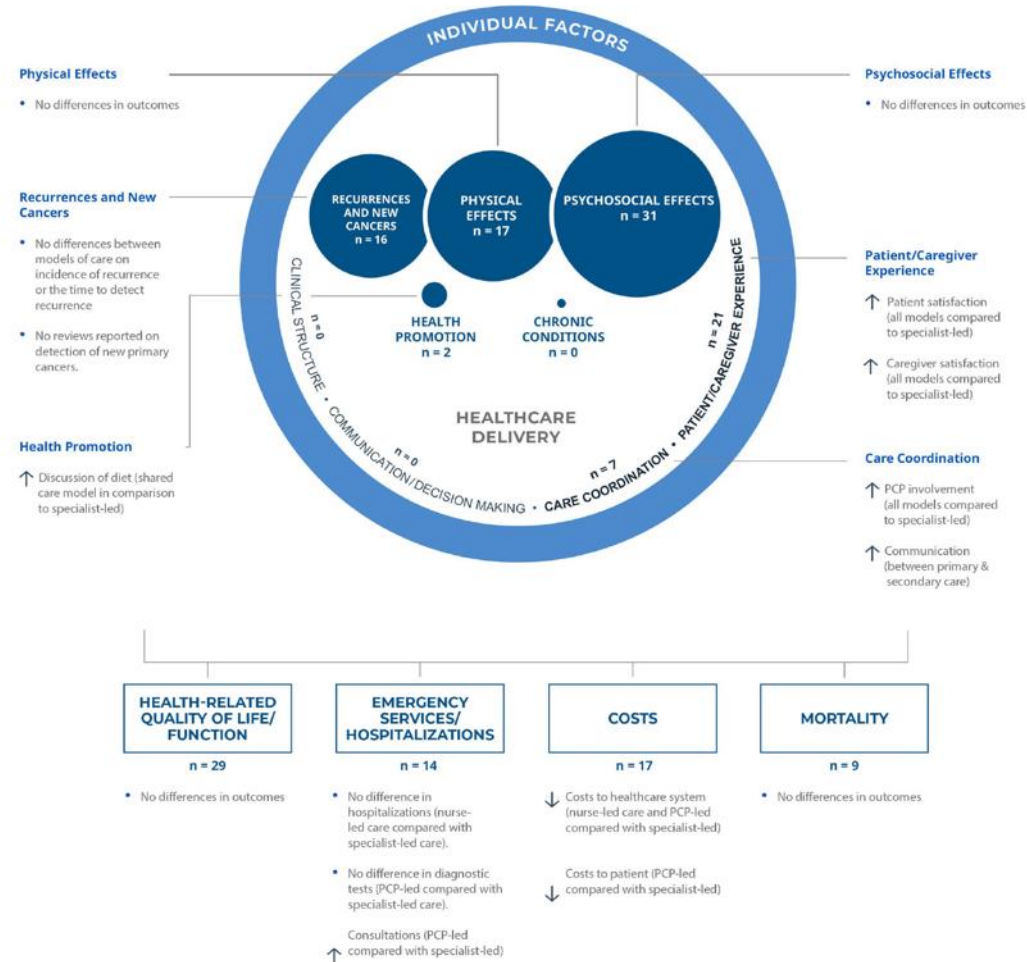 INDIVIDUAL FACTORS
Physical Effects
• No differences in outcomes
Psychosocial Effects
• No differences in outcomes
RECURRENCES
AND NEW
CANCERS
n = 16
PHYSICAL
EFFECTS
n = 17
PSYCHOSOCIAL EFFECTS
n = 31
Recurrences and New
Cancers
• No differences between
models of care on
incidence of recurrence
or the time to detect
recurrence
• No reviews reported on
detection of new primary
cancers.
HEALTH
PROMOTION
n = 2
CHRONIC
CONDITIONS
n = 0
Patient/Caregiver
Experience
↑ Patient satisfaction
(all models compared
to specialist-led)
↑ Caregiver satisfaction
(all models compared
to specialist-led)
HEALTHCARE
DELIVERY
n=0
n=0
n = 7
n = 21
CLINICAL STRUCTURE • COMMUNICATION/DECISION MAKING • CARE COORDINATION • PATIENT/CAREGIVER EXPERIENCE
Health Promotion
↑ Discussion of diet (shared
care model in comparison
to specialist-led)
Care Coordination
↑ PCP involvement
(all models compared
to specialist-led)
↑ Communication
(between primary &
secondary care)
HEALTH-RELATED
QUALITY OF LIFE/
FUNCTION
n = 29
• No differences in outcomes
EMERGENCY
SERVICES/
HOSPITALIZATIONS
n = 14
• No difference in
hospitalizations (nurse-
led care compared with
specialist-led care).
• No difference in diagnostic
tests (PCP-led compared with
specialist-led care).
↑ Consultations (PCP-led
compared with specialist-led)
COSTS
n = 17
↓ Costs to healthcare system
(nurse-led care and PCP-led
compared with specialist-led)
↓ Costs to patient (PCP-led
compared with specialist-led)
MORTALITY
n = 9
• No differences in outcomes